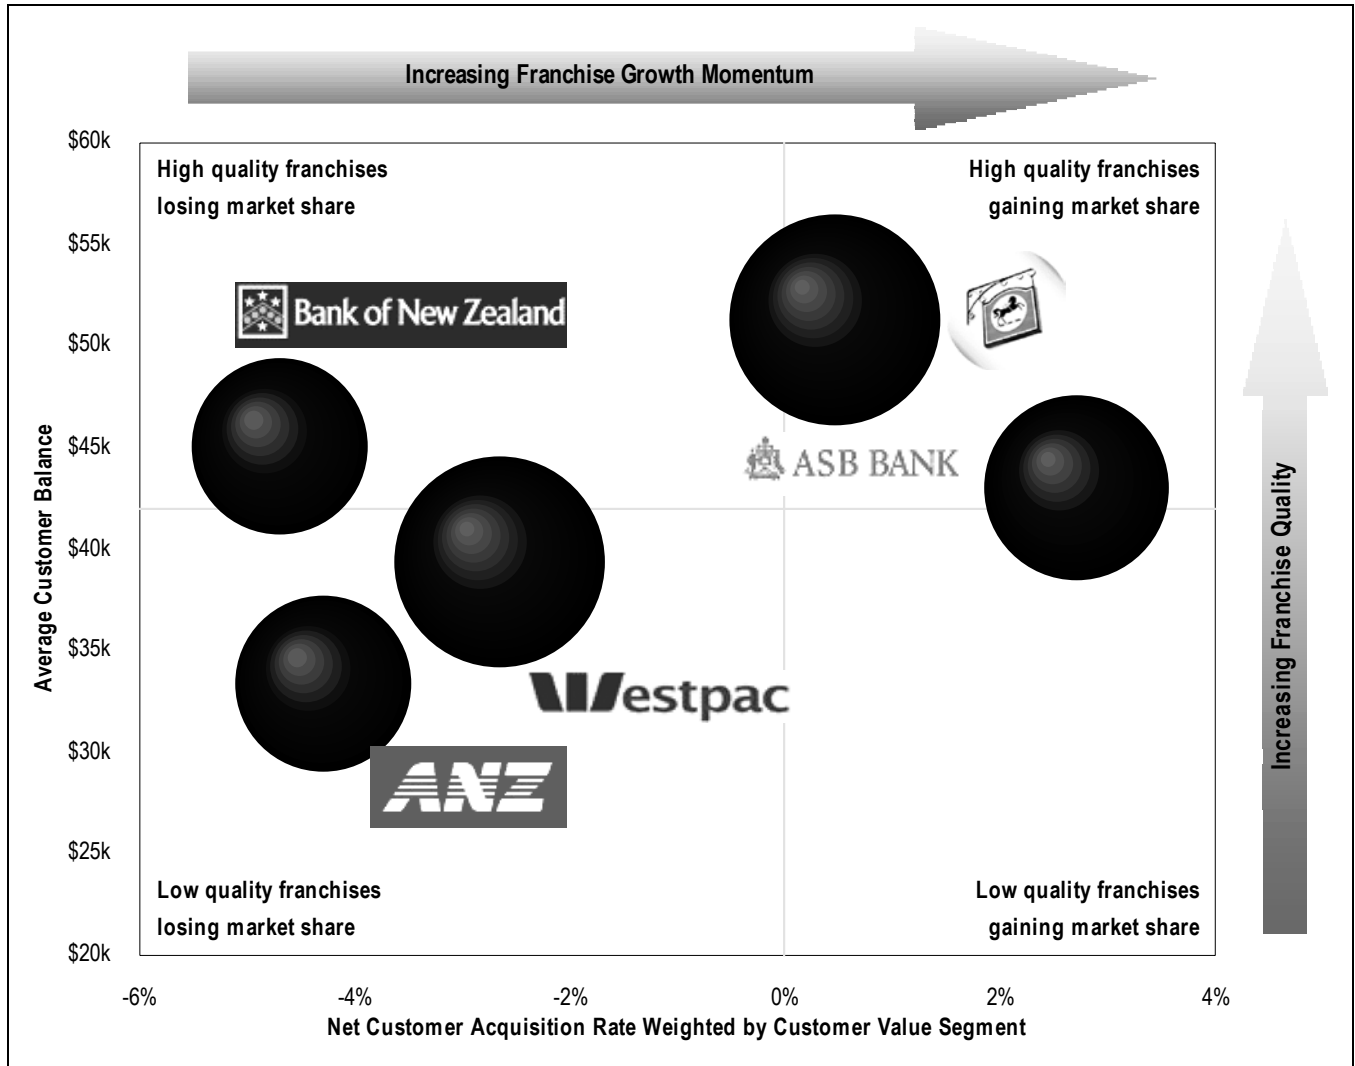 Increasing Franchise Growth Momentum
$60k
High quality franchises
losing market share
High quality franchises
gaining market share
$55k
Bank of New Zealand
$50k
$45k
ASB BANK
$40k
$35k
Westpac
$30k
ANZ
$25k
Low quality franchises
losing market share
Low quality franchises
gaining market share
$20k
Average Customer Balance
Increasing Franchise Quality
-6%
-4%
-2%
0%
2%
4%
Net Customer Acquisition Rate Weighted by Customer Value Segment